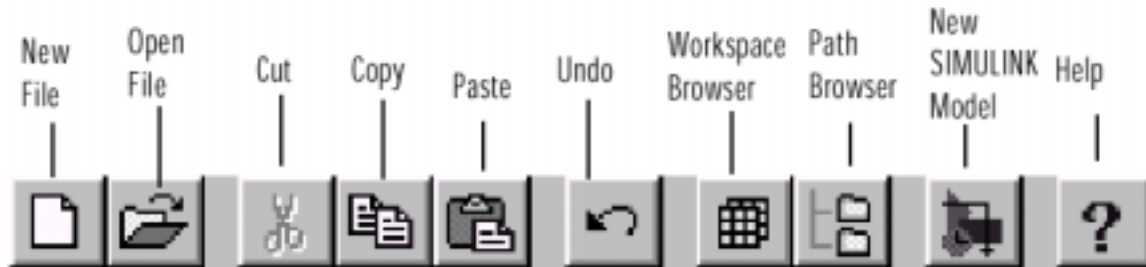 New
File
Open
File
Cut
Copy
Paste
Undo
Workspace
Browser
Path
Browser
New
SIMULINK
Model
Help
?